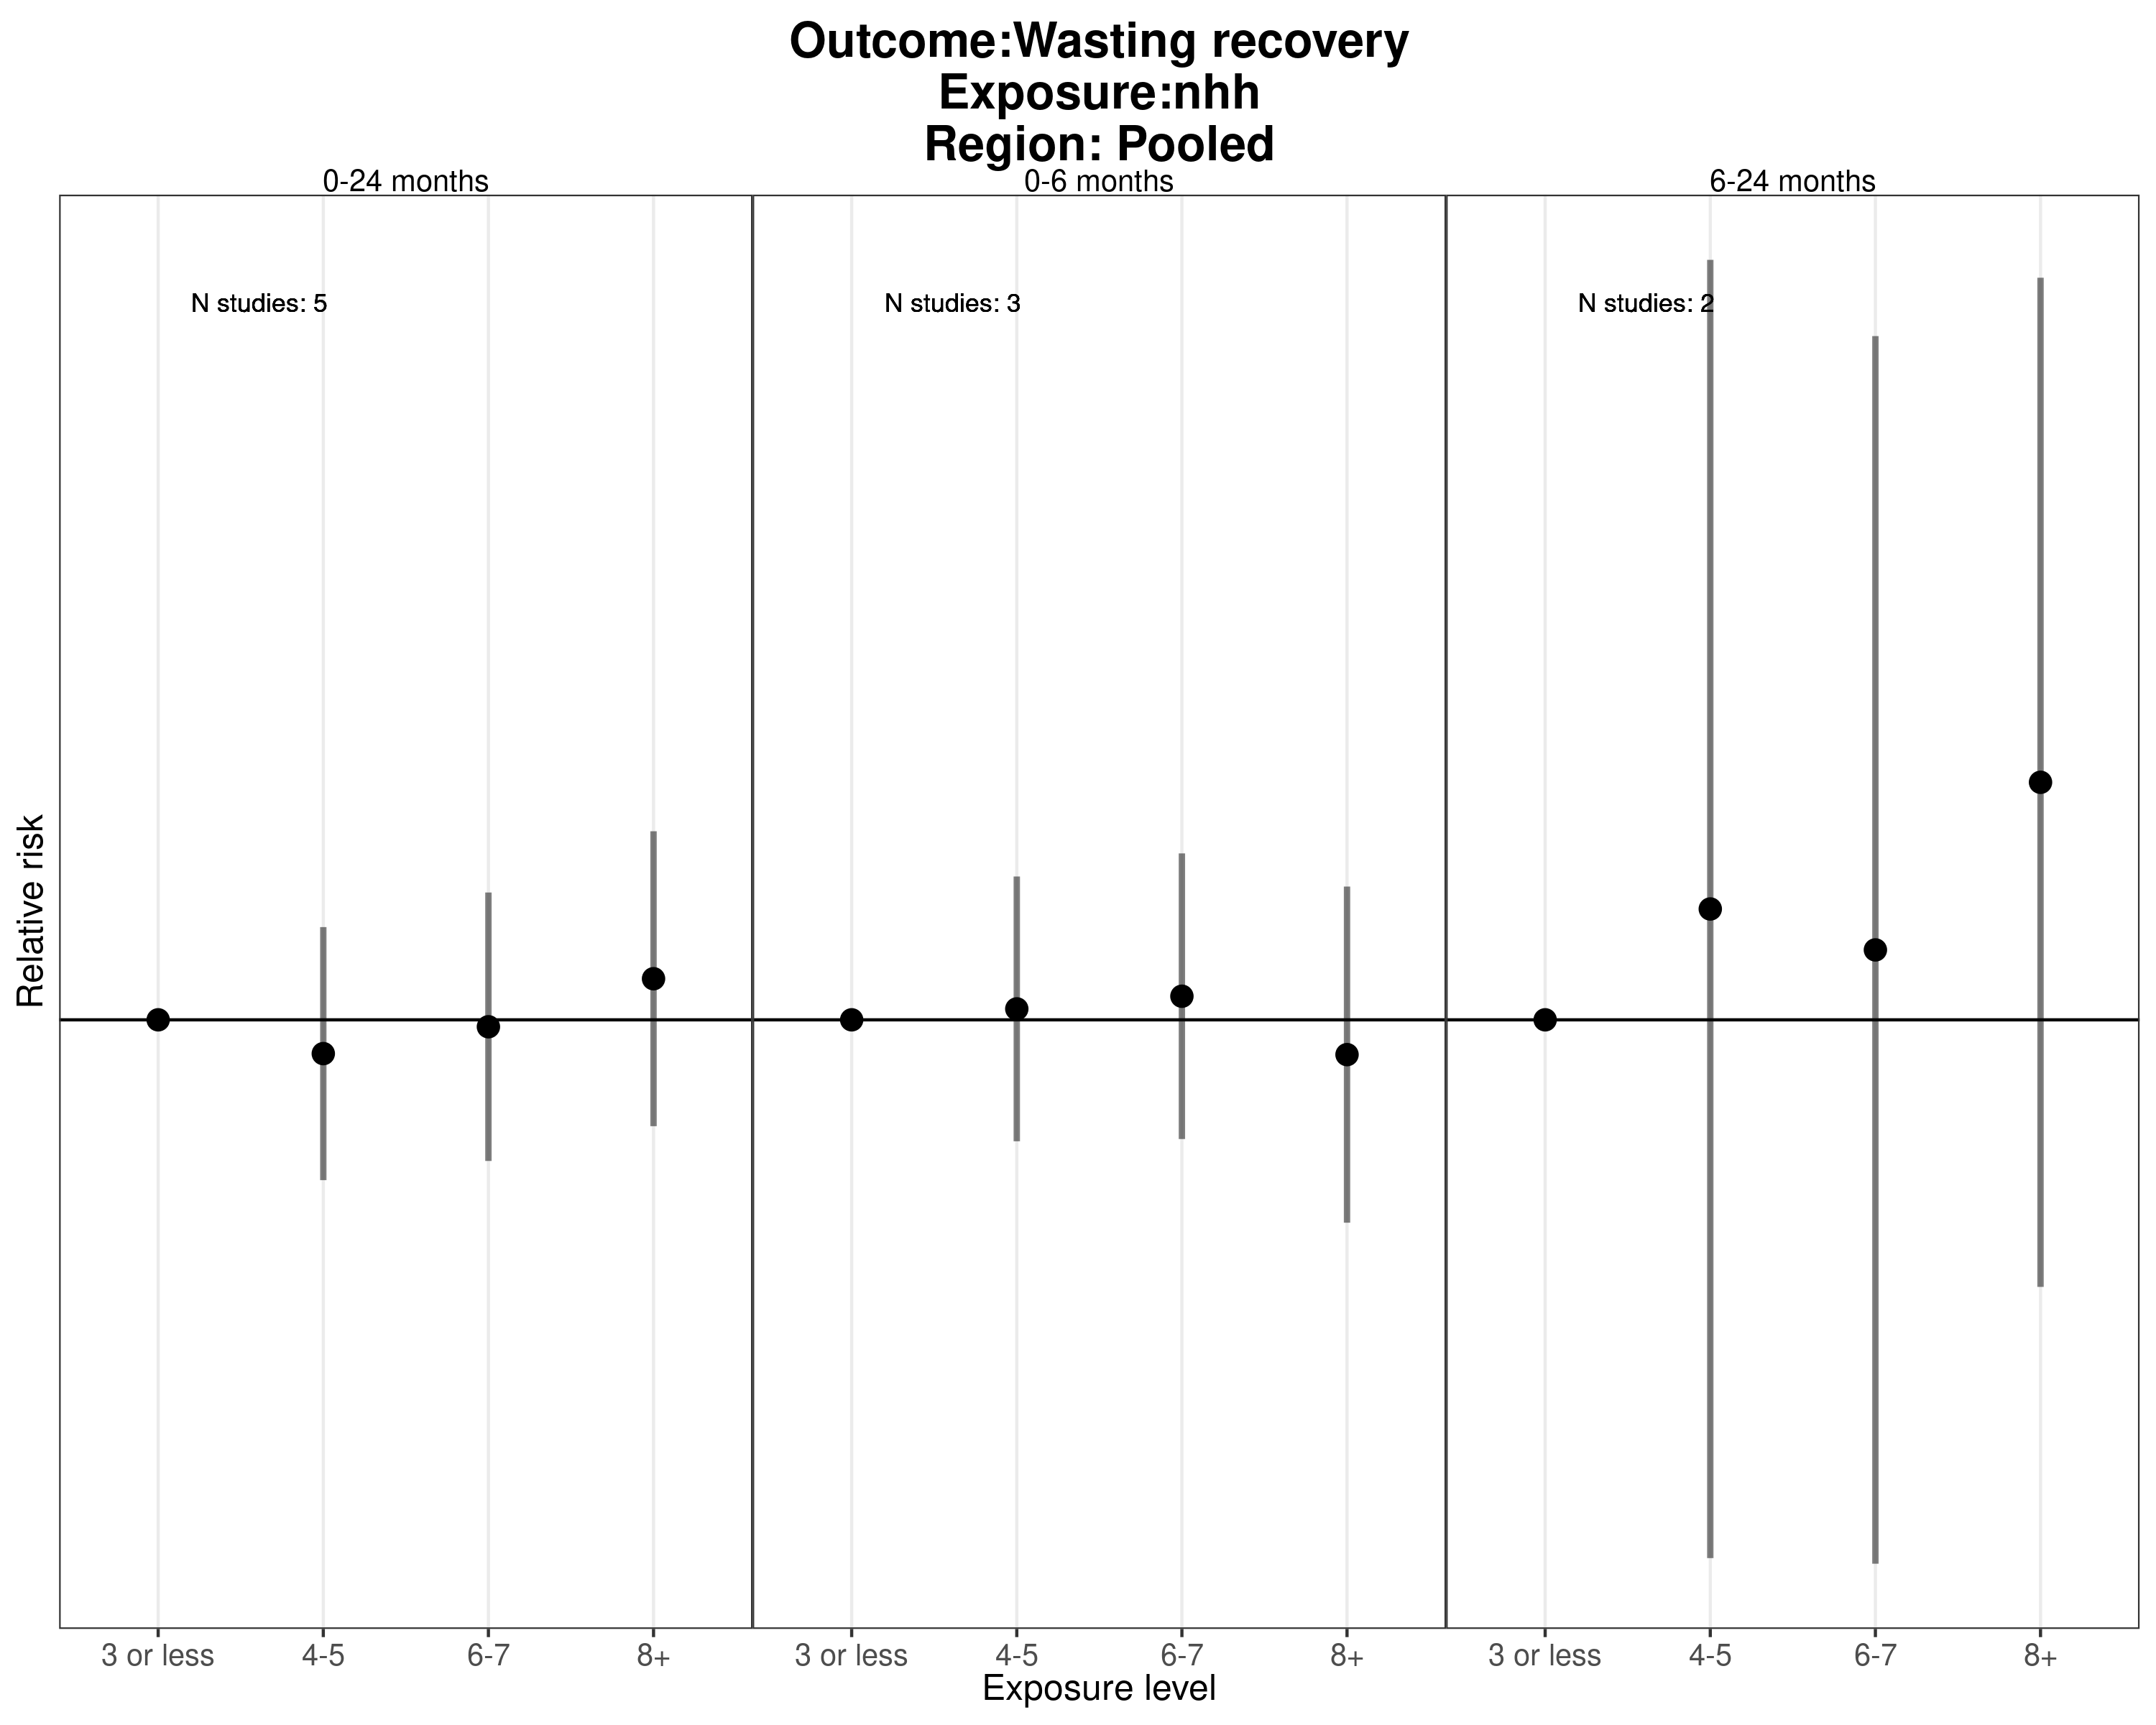 Outcome:Wasting recovery
Exposure:nhh
Region: Pooled
0-24 months
0-6 months
6-24 months
N studies: 5
N studies: 3
N studies: 2
Relative risk
3 or less
4-5
6-7
8+
3 or less
4-5
6-7
8+
3 or less
4-5
6-7
8+
Exposure level